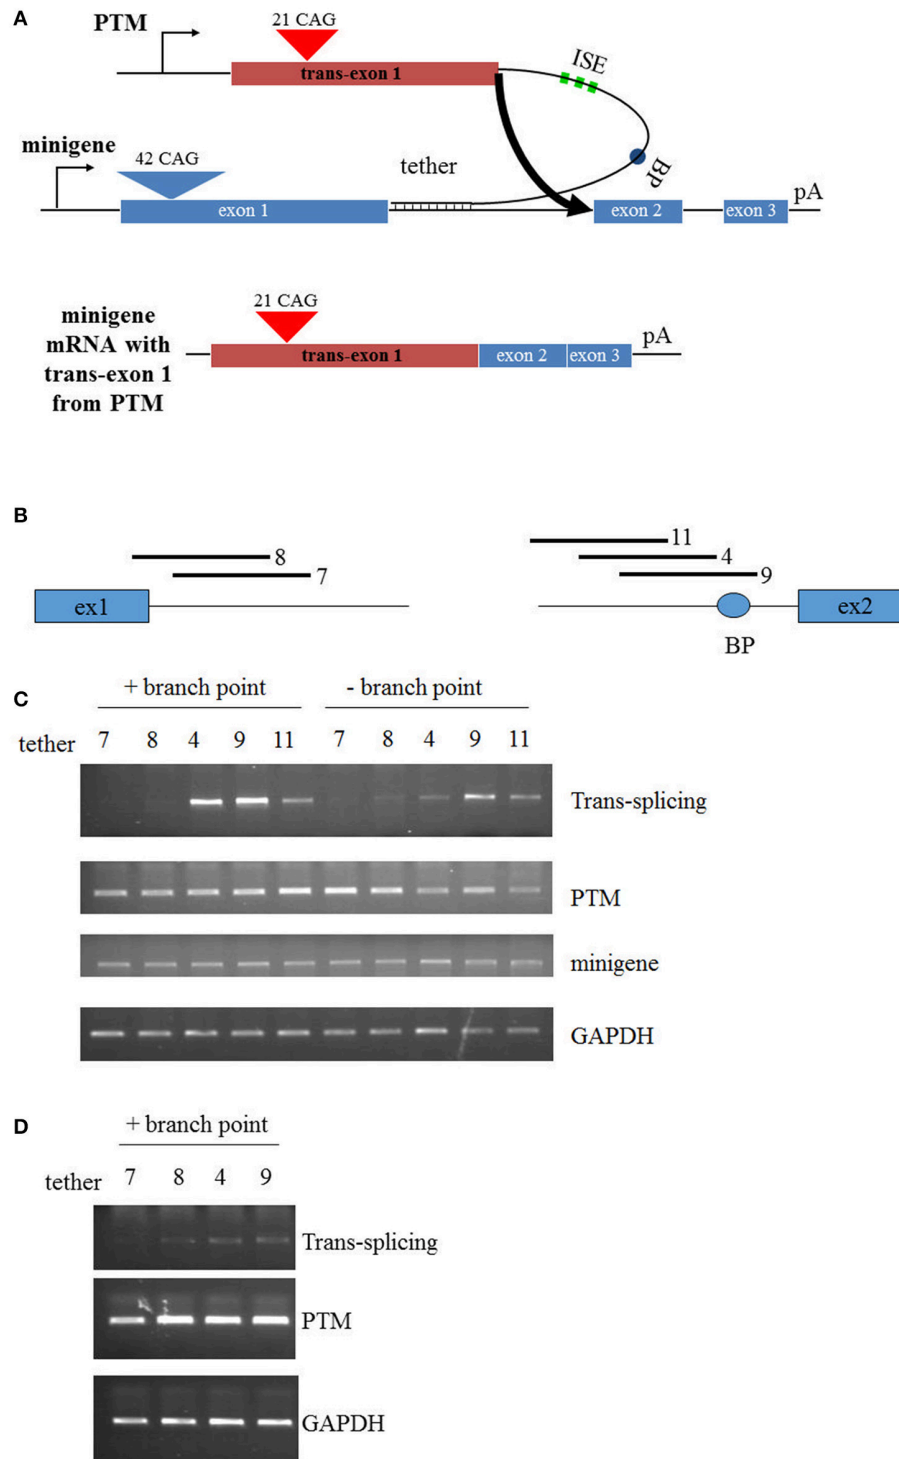 A
PTM
21 CAG
trans-exon 1
ISE
BP
minigene
42 CAG
tether
exon 1
exon 2
exon 3
pA
minigene
mRNA with
trans-exon 1
from PTM
21 CAG
trans-exon 1
exon 2
exon 3
pA
B
8
7
ex1
11
4
9
BP
ex2
C
+ branch point
- branch point
tether 7 8 4 9 11 7 8 4 9 11
Trans-splicing
PTM
minigene
GAPDH
D
+ branch point
tether 7 8 4 9
Trans-splicing
PTM
GAPDH